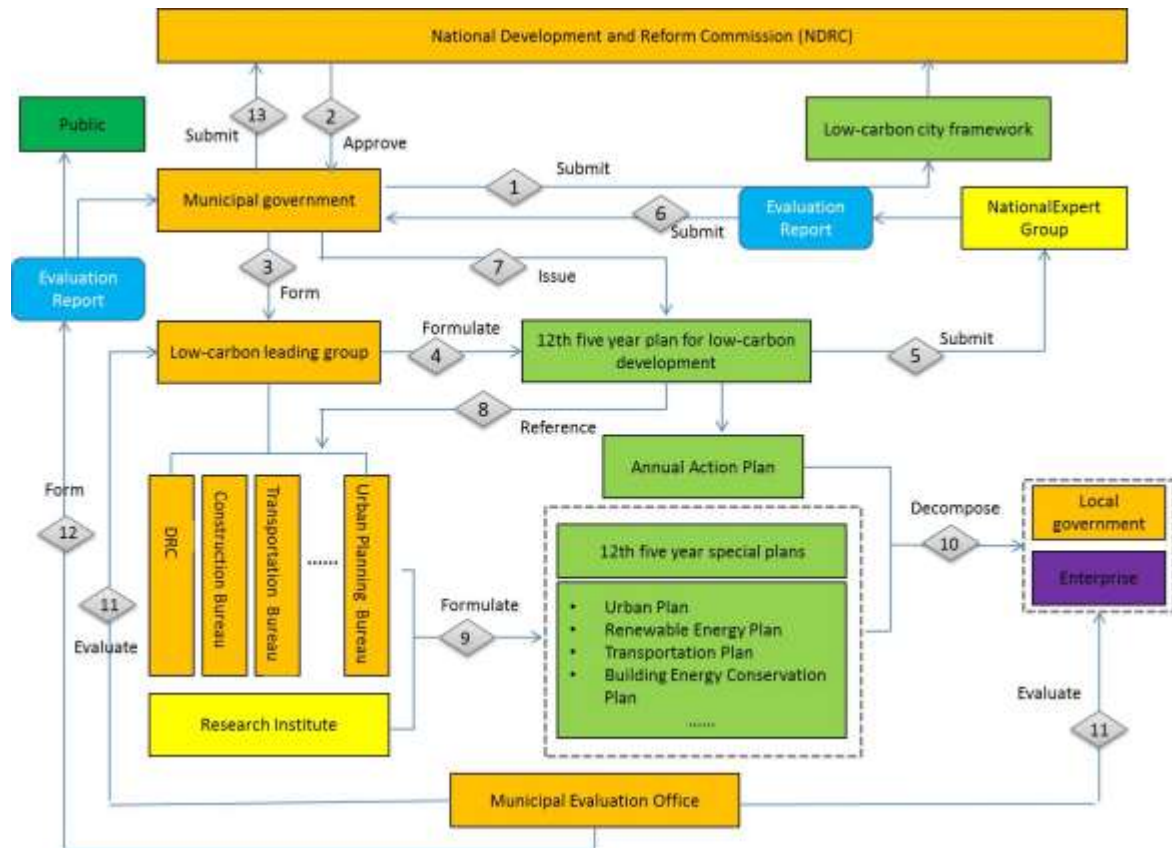 National Development and Reform Commission (NDRC)
Public
13
Submit
2
Approve
Low-carbon city framework
Municipal government
1
Submit
6
Submit
Evaluation
Report
NationalExpert
Group
Evaluation
Report
3
Form
7
Issue
Low-carbon leading group
Formulate
4
12th five year plan for low-carbon
development
5
Submit
8
Reference
Annual Action Plan
DRC
Construction Bureau
Transportation Bureau
......
Urban Planning Bureau
Form
12
11
Evaluate
Formulate
9
12th five year special plans
• Urban Plan
• Renewable Energy Plan
• Transportation Plan
• Building Energy Conservation
Plan
......
Decompose
10
Local
government
Enterprise
Research Institute
Evaluate
11
Municipal Evaluation Office